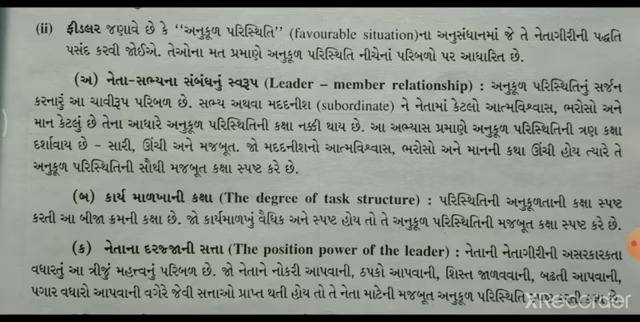 (ii) ફીડલર જણાવે છે કે “અનુકૂળ પરિસ્થિતિ” (favourable situation)ના અનુસંધાનમાં જે તે નેતાગીરીની પદ્ધતિ
પસંદ કરવી જોઈએ. તેઓના મત પ્રમાણે અનુકૂળ પરિસ્થિતિ નીચેનાં પરિબળો પર આધારિત છે.
(અ) નેતા-સભ્યના સંબંધનું સ્વરૂપ (Leader – member relationship) : અનુકૂળ પરિસ્થિતિનું સર્જન
કરનારું આ ચાવીરૂપ પરિબળ છે. સભ્ય અથવા મદદનીશ (subordinate) ને નેતામાં કેટલો આત્મવિશ્વાસ, ભરોસો અને
માન કેટલું છે તેના આધારે અનુકૂળ પરિસ્થિતિની કક્ષા નક્કી થાય છે. આ અભ્યાસ પ્રમાણે અનુકૂળ પરિસ્થિતિની ત્રણ કક્ષા
દર્શાવાય છે – સારી, ઊંચી અને મજબૂત. જો મદદનીશનો આત્મવિશ્વાસ, ભરોસો અને માનની કથા ઊંચી હોય ત્યારે તે
અનુકૂળ પરિસ્થિતિની સૌથી મજબૂત કક્ષા સ્પષ્ટ કરે છે.
(બ) કાર્ય માળખાની કક્ષા (The degree of task structure) : પરિસ્થિતિની અનુકૂળતાની કક્ષા સ્પષ્ટ
કરતી આ બીજા ક્રમની કક્ષા છે. જો કાર્યમાળખું વૈધિક અને સ્પષ્ટ હોય તો તે અનુકૂળ પરિસ્થિતિની મજબૂત કક્ષા સ્પષ્ટ કરે છે.
(ક) નેતાના દરજ્જાની સત્તા (The position power of the leader) : નેતાની નેતાગીરીની અસરકારકતા
વધારતું આ ત્રીજું મહત્ત્વનું પરિબળ છે. જો નેતાને નોકરી આપવાની, ઠપકો આપવાની, શિસ્ત જાળવવાની, બઢતી આપવાની,
પગાર વધારો આપવાની વગેરે જેવી સત્તાઓ પ્રાપ્ત થતી હોય તો તે નેતા માટેની મજબૂત અનુકૂળ પરિસ્થિતિ સ્પષ્ટ કરતી કક્ષા છે.
KINEMASTER